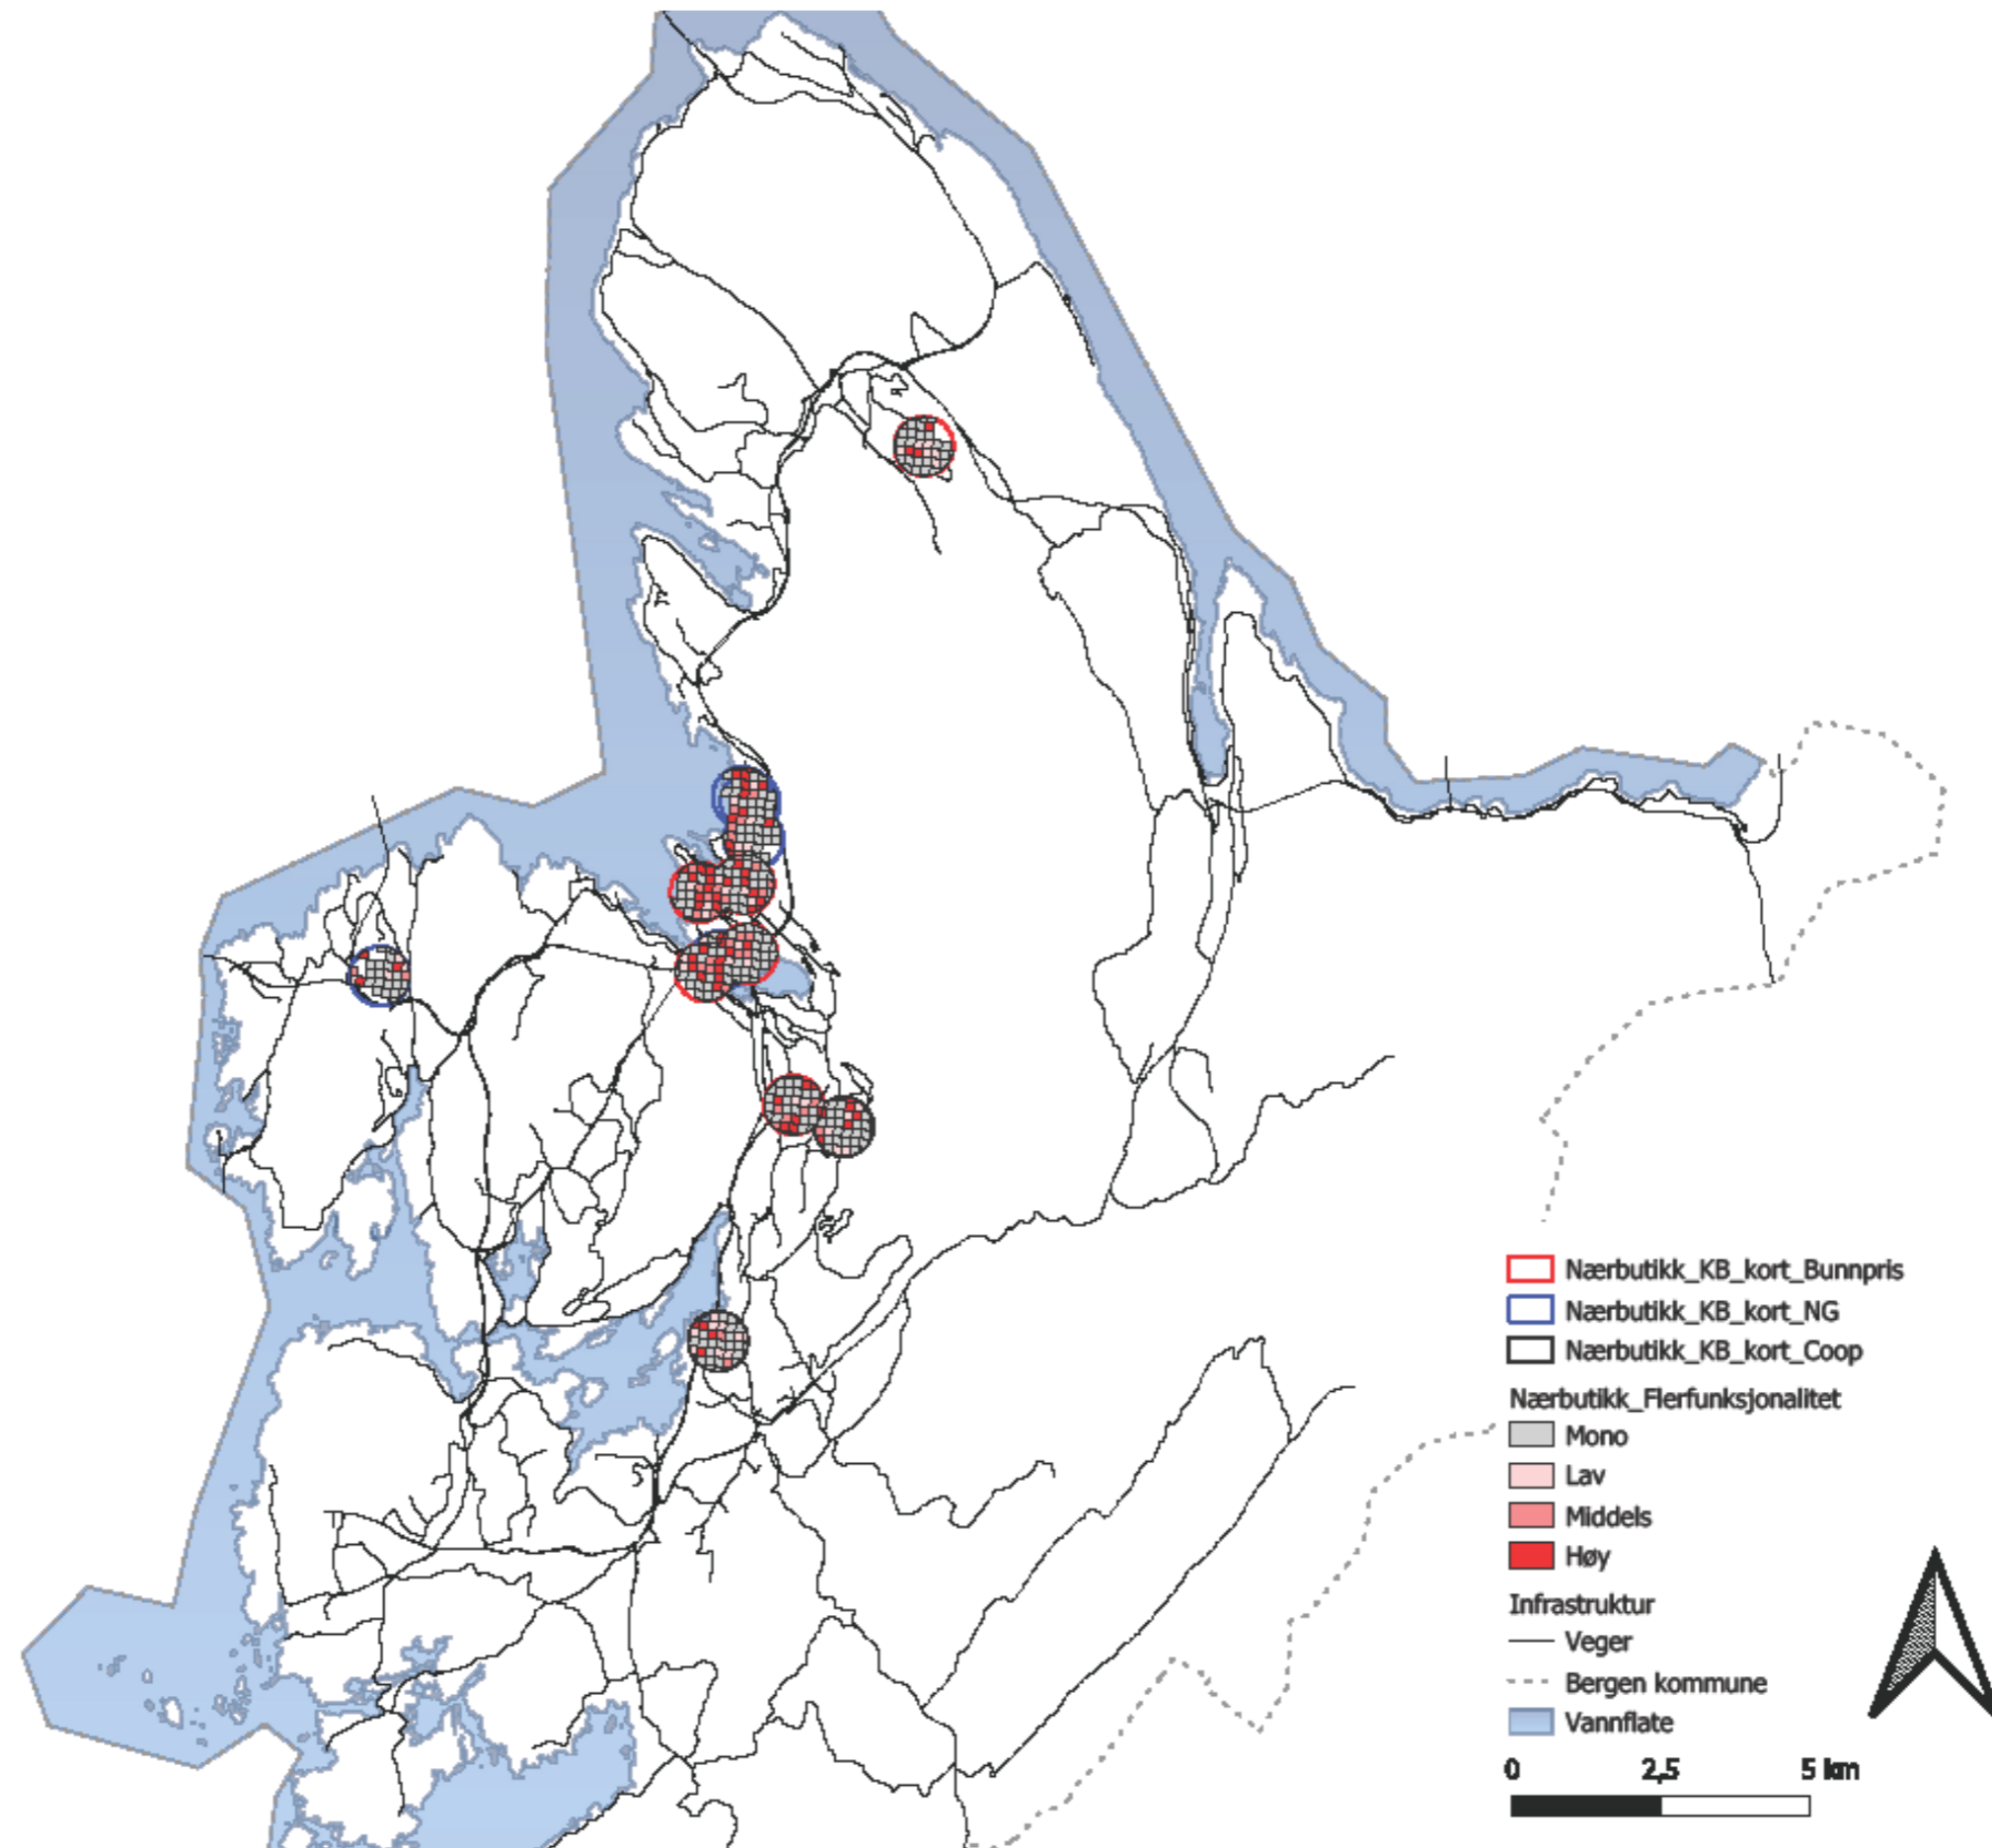 Nærbutikk_KB_kort_Bunnpris
Nærbutikk_KB_kort_NG
Nærbutikk_KB_kort_Coop
Nærbutikk_Flerfunksjonalitet
Mono
Lav
Middels
Høy
Infrastruktur
Veger
Bergen kommune
Vannflate
0 2,5 5 km